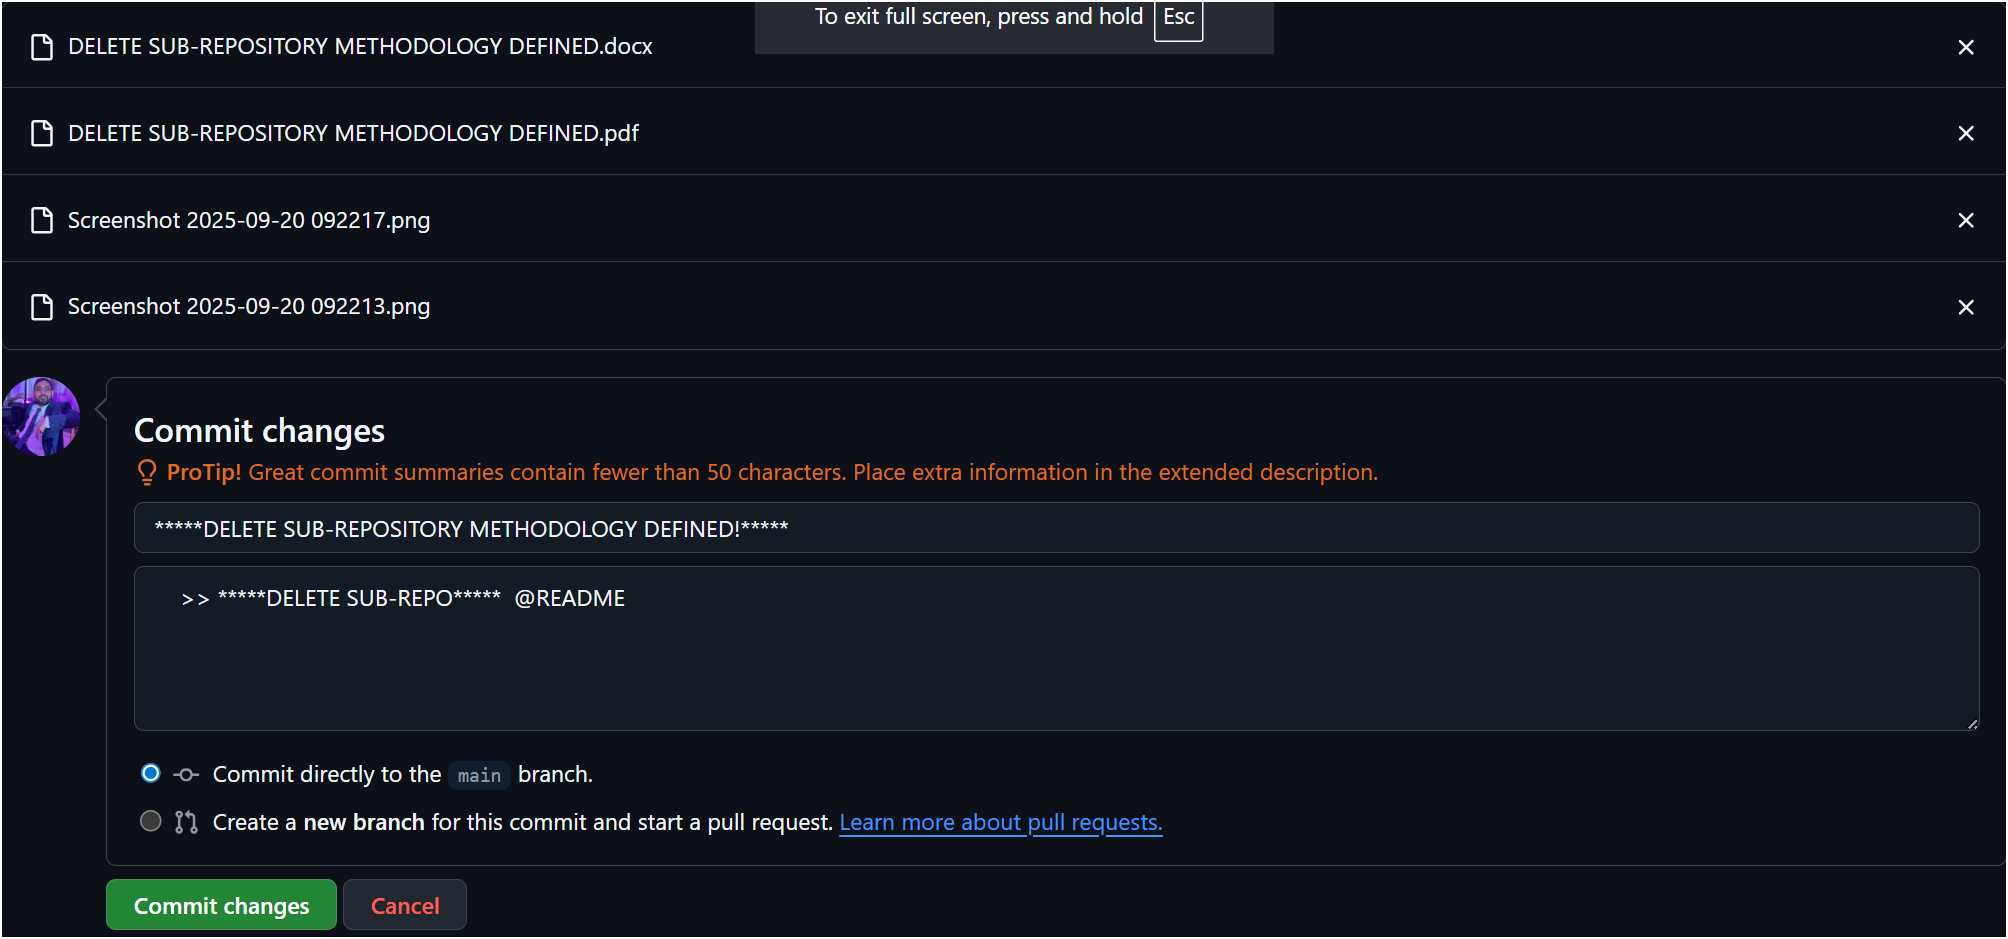 To exit full screen, press and hold Esc
DELETE SUB-REPOSITORY METHODOLOGY DEFINED.docx
DELETE SUB-REPOSITORY METHODOLOGY DEFINED.pdf
Screenshot 2025-09-20 092217.png
Screenshot 2025-09-20 092213.png
Commit changes
ProTip! Great commit summaries contain fewer than 50 characters. Place extra information in the extended description.
*****DELETE SUB-REPOSITORY METHODOLOGY DEFINED!*****
>> *****DELETE SUB-REPO***** @README
Commit directly to the main branch.
Create a new branch for this commit and start a pull request. Learn more about pull requests.
Commit changes Cancel